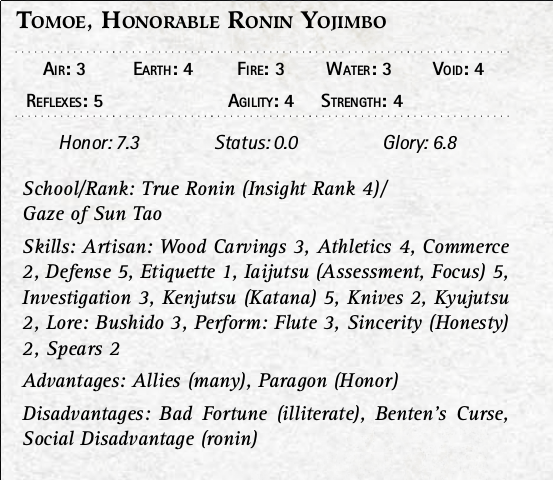 Tomoe, Honorable Ronin Yojimbo
Air: 3 Earth: 4 Fire: 3 Water: 3 Void: 4
Reflexes: 5 Agility: 4 Strength: 4
Honor: 7.3 Status: 0.0 Glory: 6.8
School/Rank: True Ronin (Insight Rank 4)/
Gaze of Sun Tao
Skills: Artisan: Wood Carvings 3, Athletics 4, Commerce
2, Defense 5, Etiquette 1, Iaijutsu (Assessment, Focus) 5,
Investigation 3, Kenjutsu (Katana) 5, Knives 2, Kyujutsu
2, Lore: Bushido 3, Perform: Flute 3, Sincerity (Honesty)
2, Spears 2
Advantages: Allies (many), Paragon (Honor)
Disadvantages: Bad Fortune (illiterate), Benten's Curse,
Social Disadvantage (ronin)